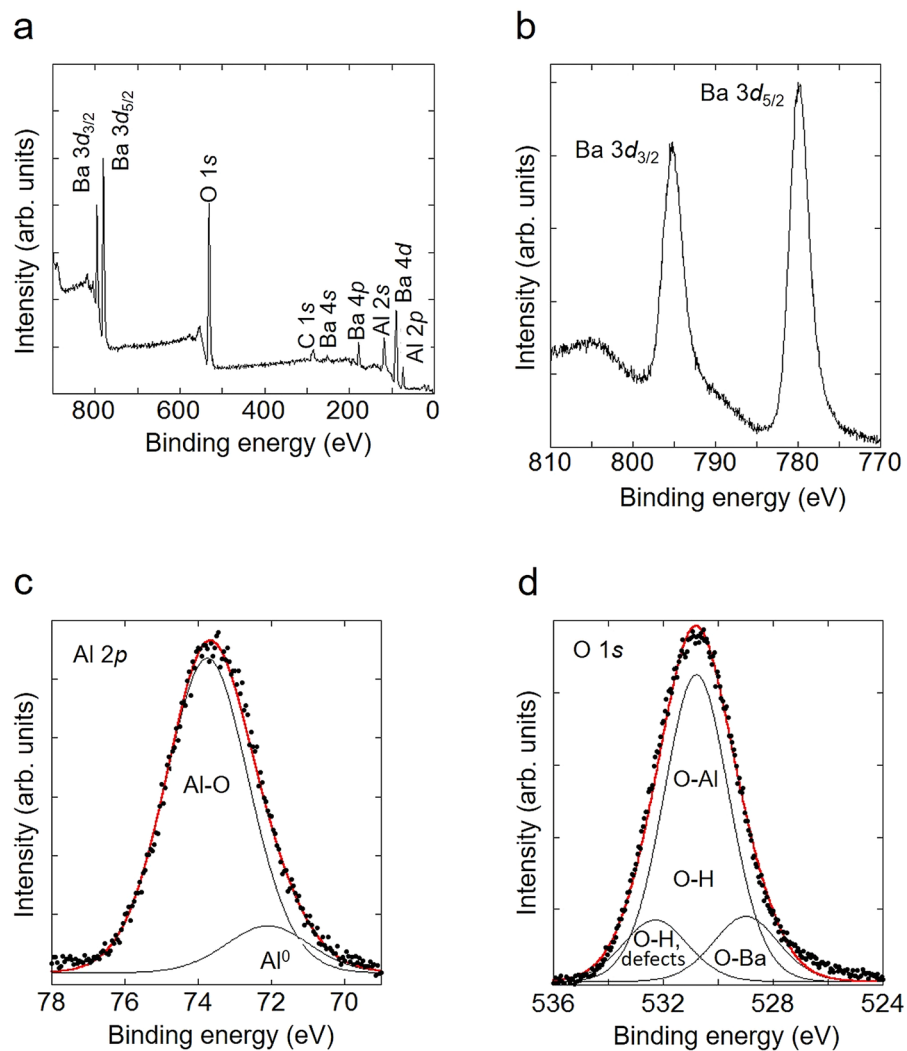 a
Ba 3d3/2
Ba 3d5/2
O 1s
C 1s
Ba 4s
Ba 4p
Al 2s
Ba 4d
Al 2p
Intensity (arb. units)
800 600 400 200 0
Binding energy (eV)
b
Ba 3d5/2
Ba 3d3/2
Intensity (arb. units)
810 800 790 780 770
Binding energy (eV)
c
Al 2p
Al-O
Al0
Intensity (arb. units)
78 76 74 72 70
Binding energy (eV)
d
O 1s
O-Al
O-H
O-H,
defects
O-Ba
Intensity (arb. units)
536 532 528 524
Binding energy (eV)